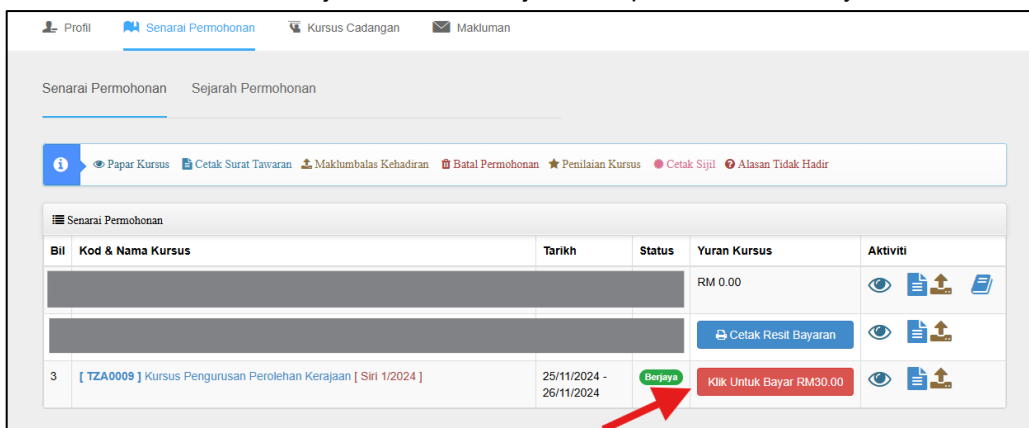 Profil Senarai Permohonan Kursus Cadangan Makluman
Senarai Permohonan Sejarah Permohonan
Papar Kursus Cetak Surat Tawaran Maklumbalas Kehadiran Batal Permohonan Penilaian Kursus Cetak Sijil Alasan Tidak Hadir
Senarai Permohonan
Bil Kod & Nama Kursus Tarikh Status Yuran Kursus Aktiviti
RM 0.00
Cetak Resit Bayaran
3 [ TZA0009 ] Kursus Pengurusan Perolehan Kerajaan [ Siri 1/2024 ] 25/11/2024 - Berjaya Klik Untuk Bayar RM30.00
26/11/2024